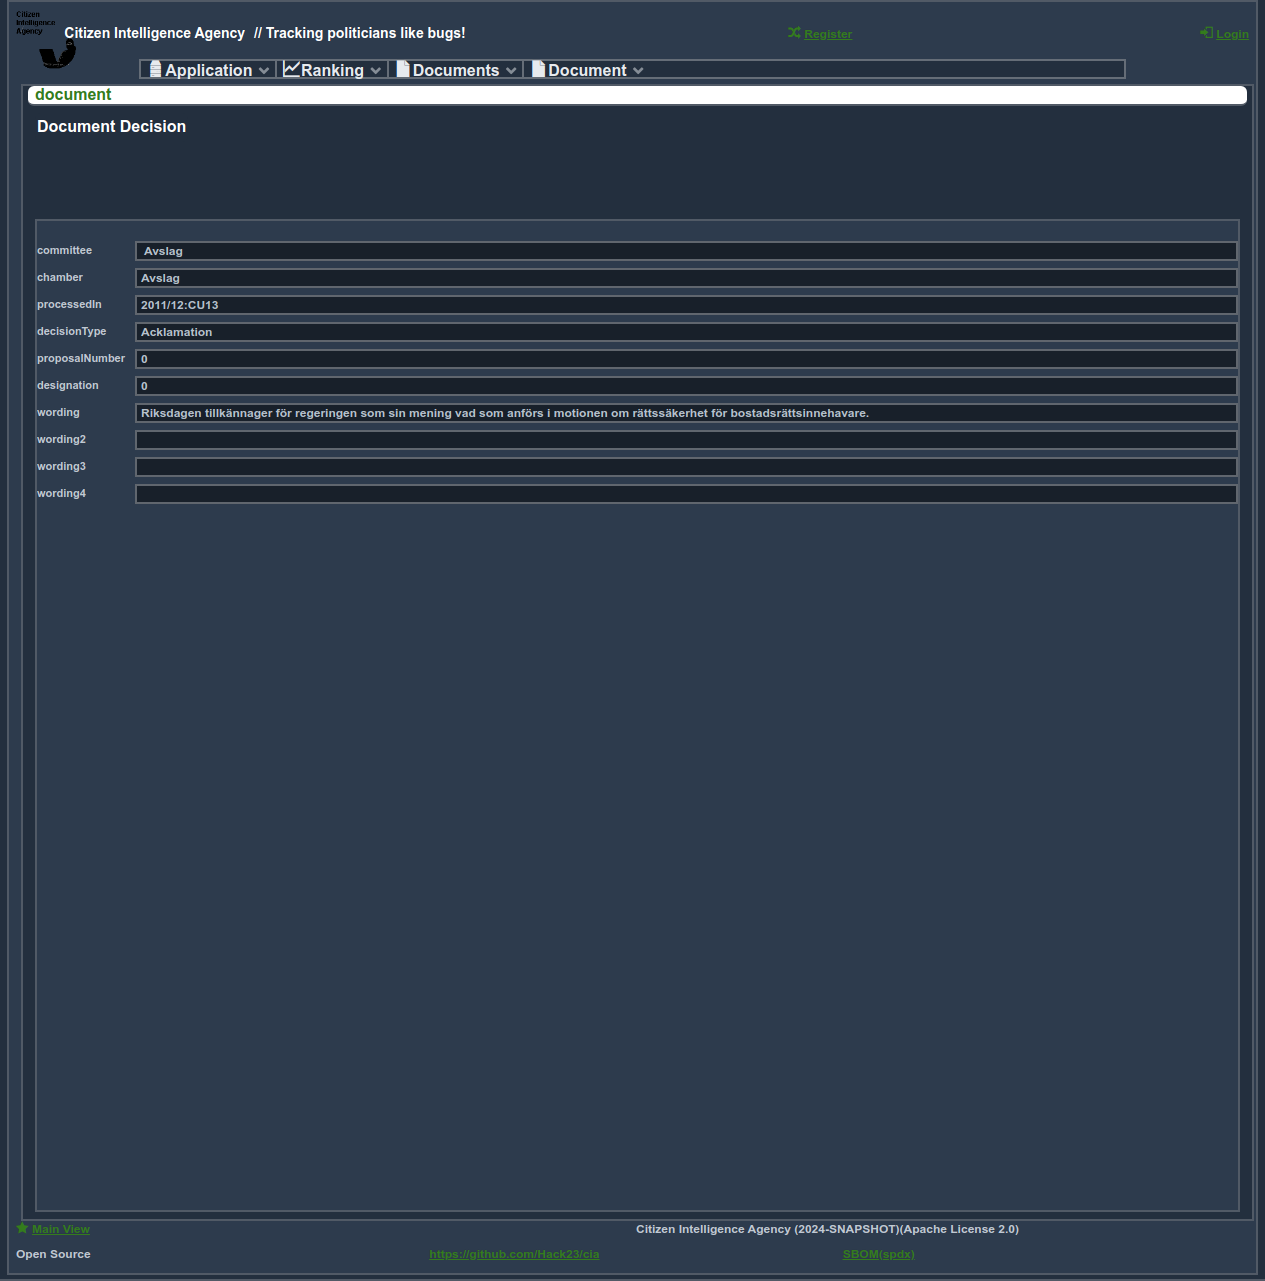 Citizen
Intelligence
Agency
Citizen Intelligence Agency // Tracking politicians like bugs!
Register
Login
Application
Ranking
Documents
Document
document
Document Decision
committee Avslag
chamber Avslag
processedIn 2011/12:CU13
decisionType Acklamation
proposalNumber 0
designation 0
wording Riksdagen tillkännager för regeringen som sin mening vad som anförs i motionen om rättssäkerhet för bostadsrättsinnehavare.
wording2
wording3
wording4
Main View
Citizen Intelligence Agency (2024-SNAPSHOT)(Apache License 2.0)
Open Source
https://github.com/Hack23/cia
SBOM(spdx)